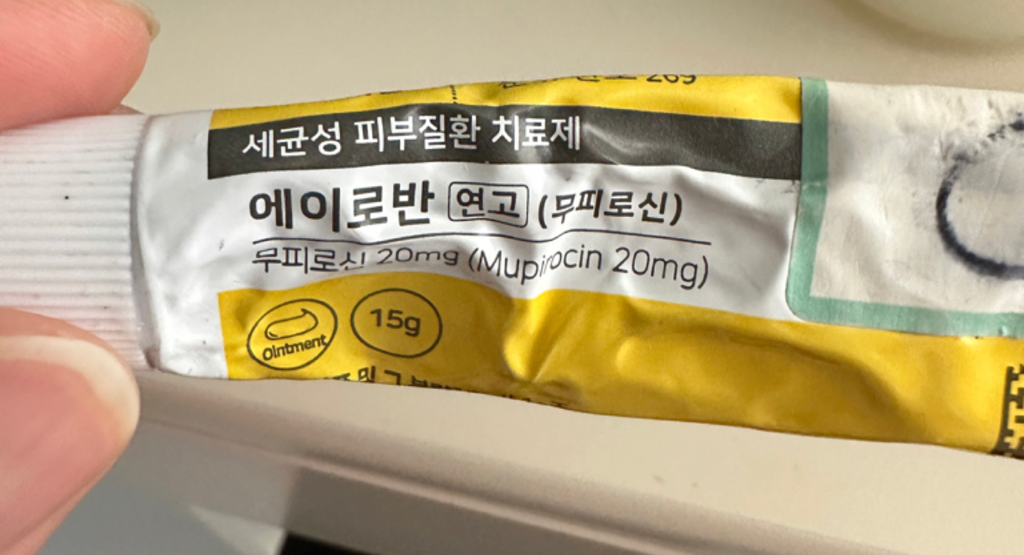 세균성 피부질환 치료제
에이로반 연고 (무피로신)
무피로신 20mg (Mupirocin 20mg)
Ointment
15g